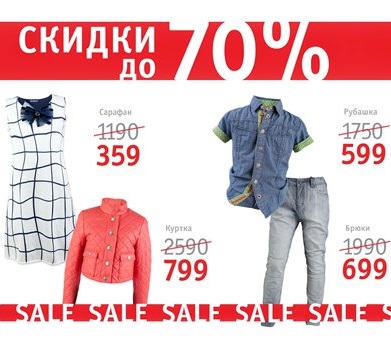 СКИДКИ
ДО 70%
Сарафан
1190
359
Рубашка
1750
599
Куртка
2590
799
Брюки
1990
699
SALE SALE SALE SALE SALE SALE